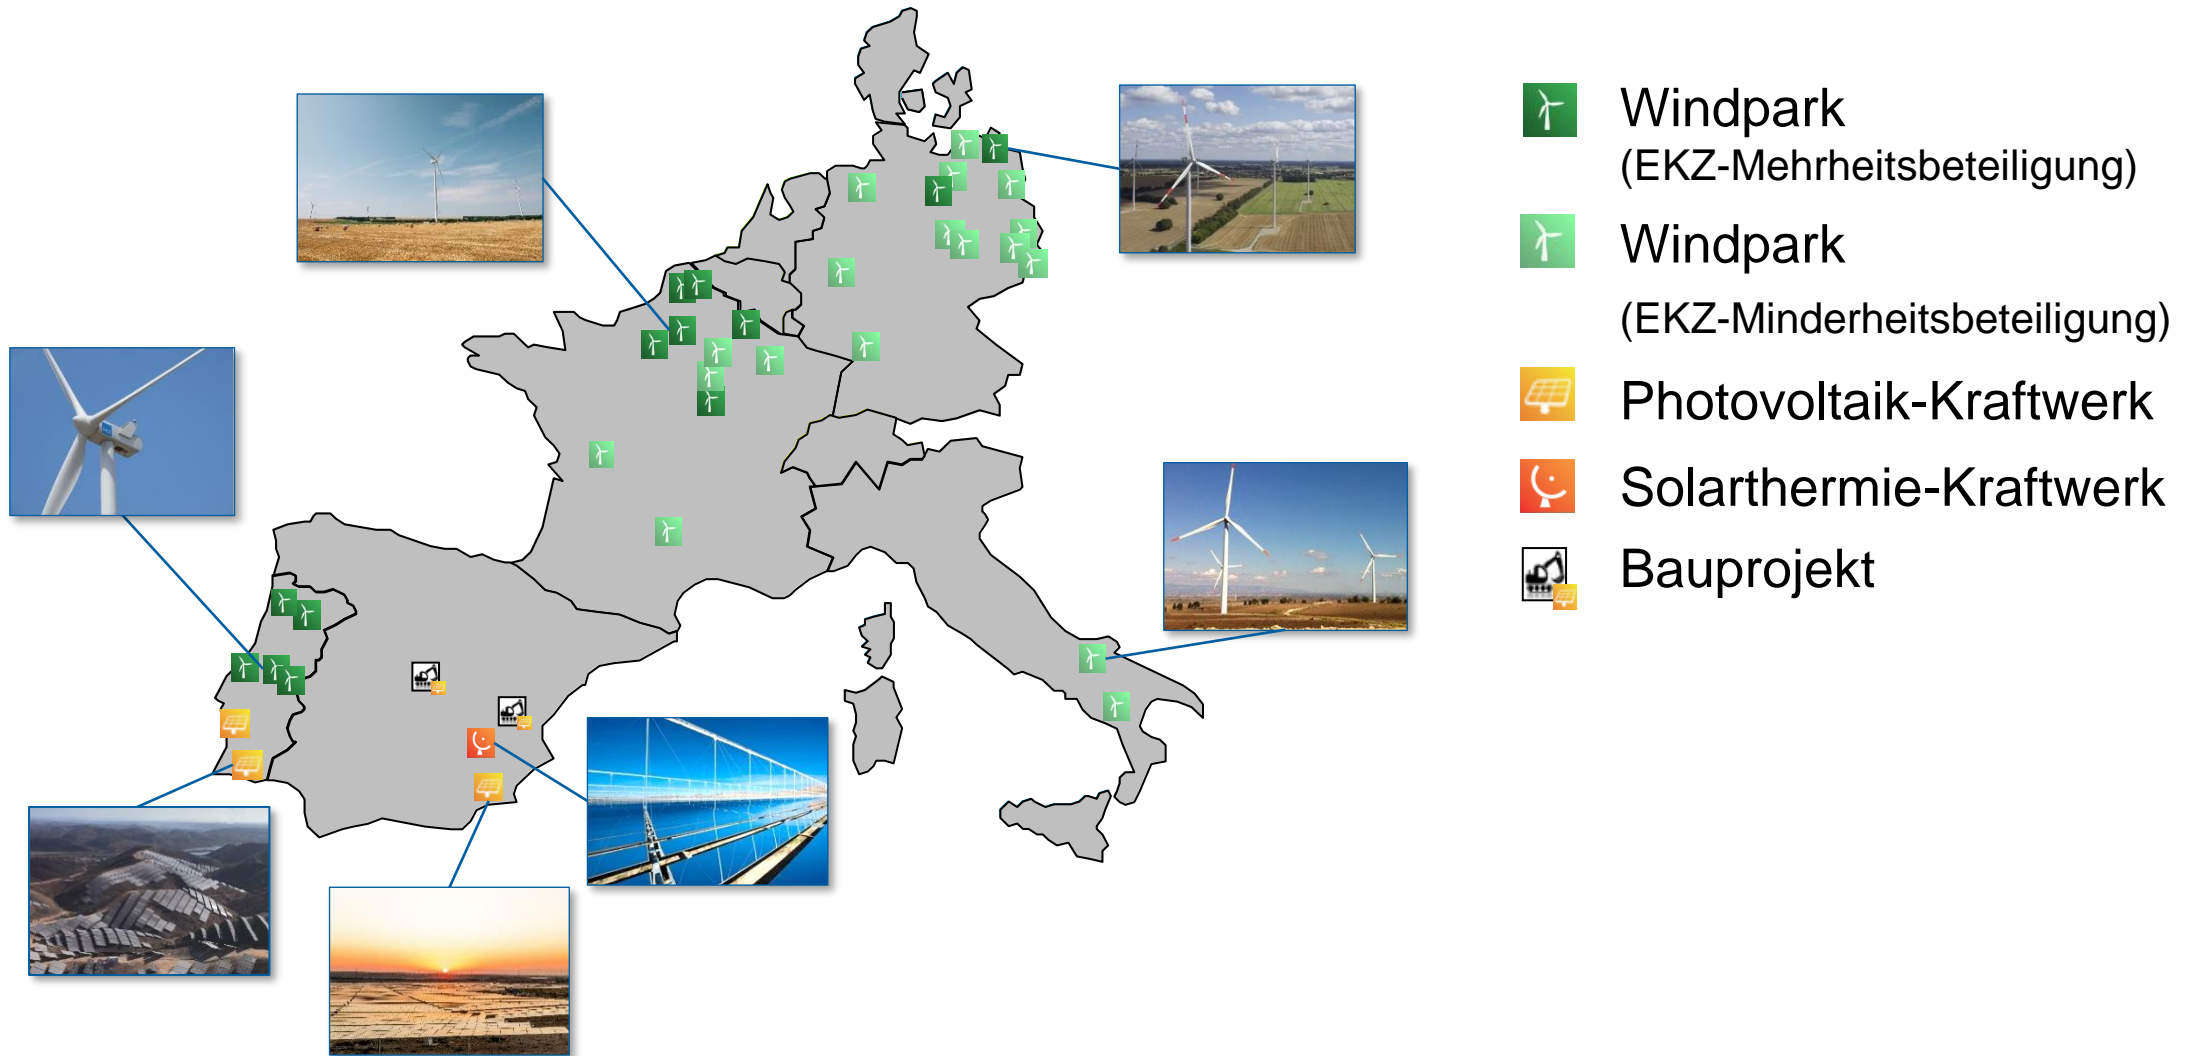 Windpark
(EKZ-Mehrheitsbeteiligung)
Windpark
(EKZ-Minderheitsbeteiligung)
Photovoltaik-Kraftwerk
Solarthermie-Kraftwerk
Bauprojekt